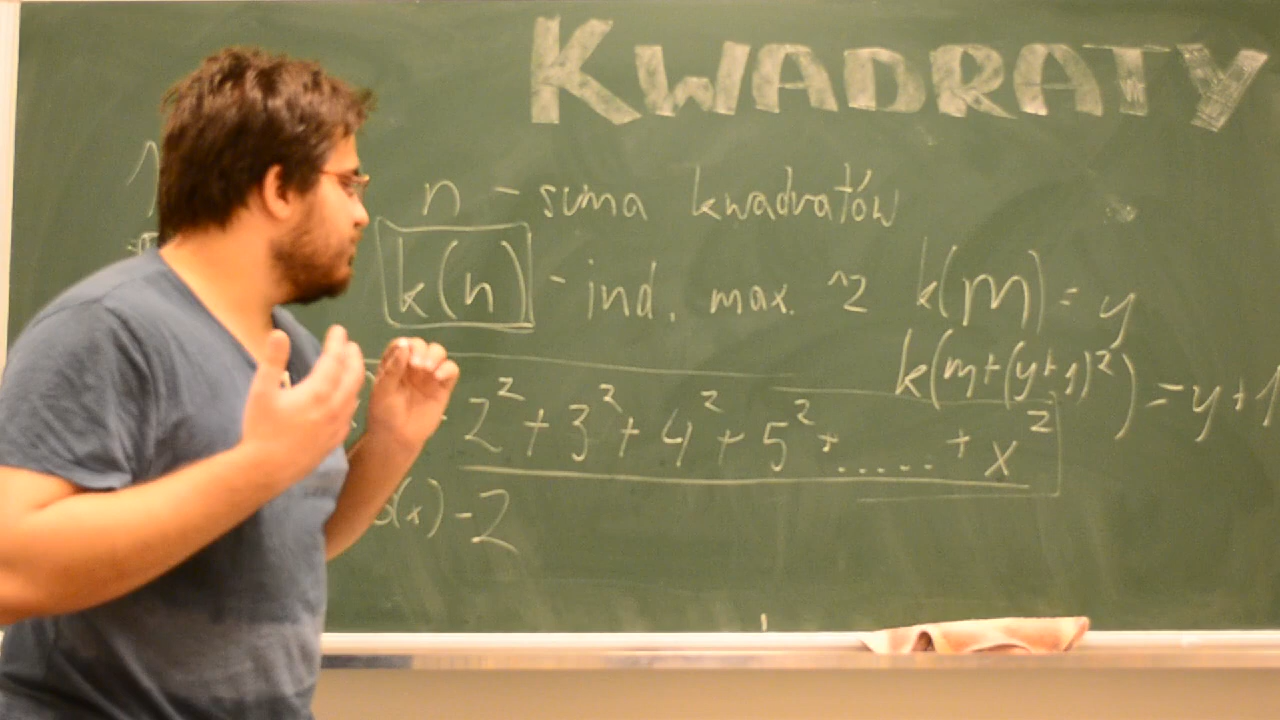 KWADRATY
n - suma kwadratów
k(n) - ind. max. ^2
k(m) = y
k(m+(y+1)²) = y+1
2² + 3² + 4² + 5² + ...... + x²
(x) - 2